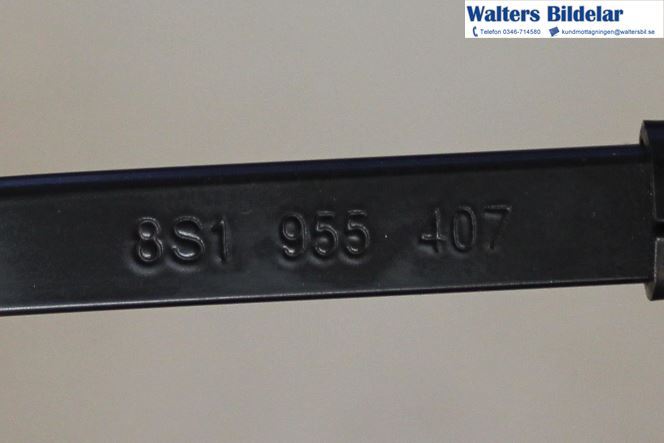 Walters Bildelar
Telefon 0346-714580 kundmottagningen@waltersbil.se
8S1 955 407